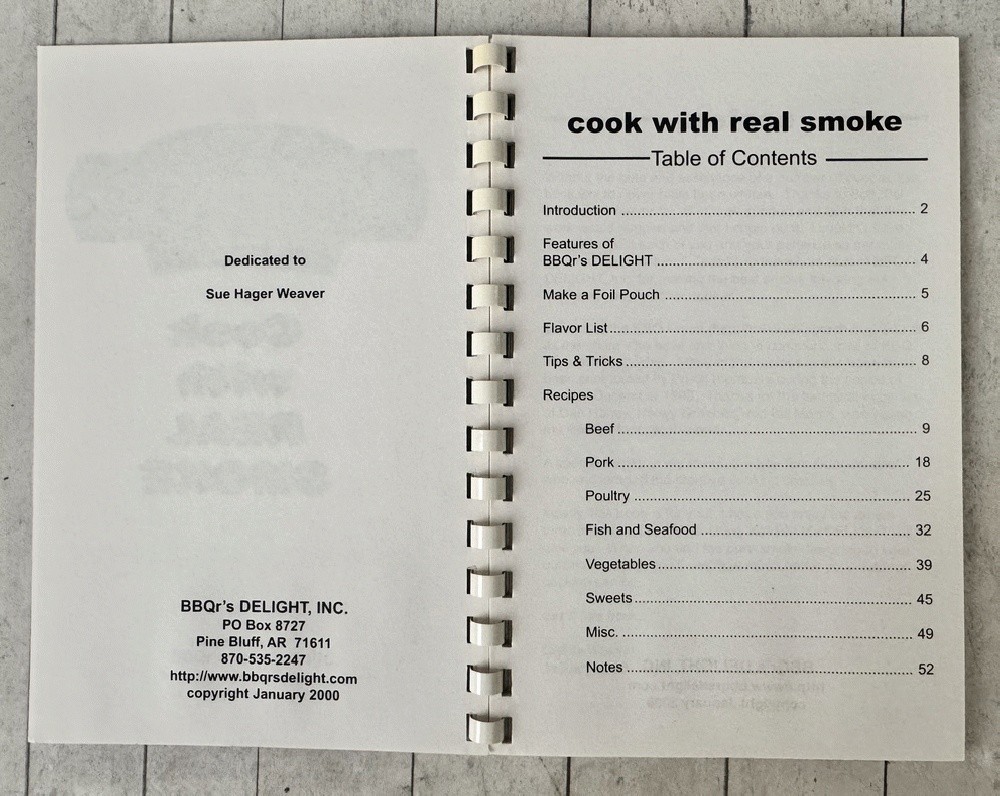 Dedicated to
Sue Hager Weaver
BBQr's DELIGHT, INC.
PO Box 8727
Pine Bluff, AR 71611
870-535-2247
http://www.bbqrsdelight.com
copyright January 2000
cook with real smoke
Table of Contents
Introduction ........ 2
Features of
BBQr's DELIGHT ........ 4
Make a Foil Pouch ........ 5
Flavor List ........ 6
Tips & Tricks ........ 8
Recipes
Beef ........ 9
Pork ........ 18
Poultry ........ 25
Fish and Seafood ........ 32
Vegetables ........ 39
Sweets ........ 45
Misc. ........ 49
Notes ........ 52